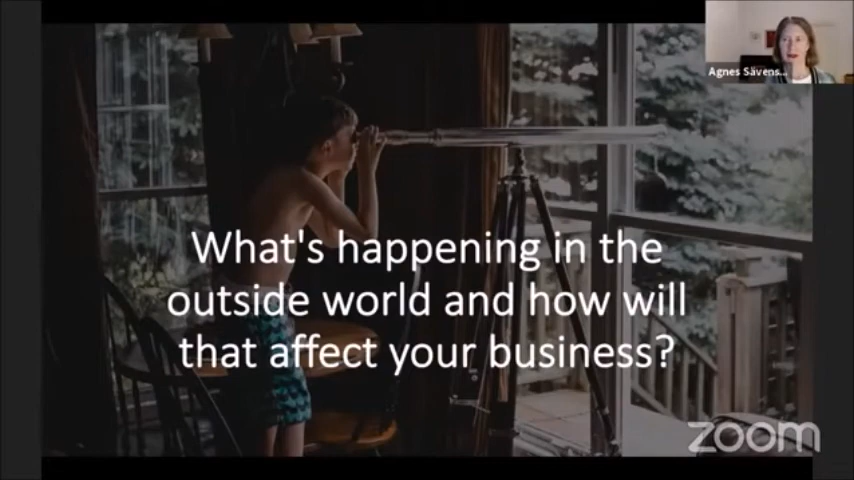 Agnes Sävens...
What's happening in the
outside world and how will
that affect your business?
zoom